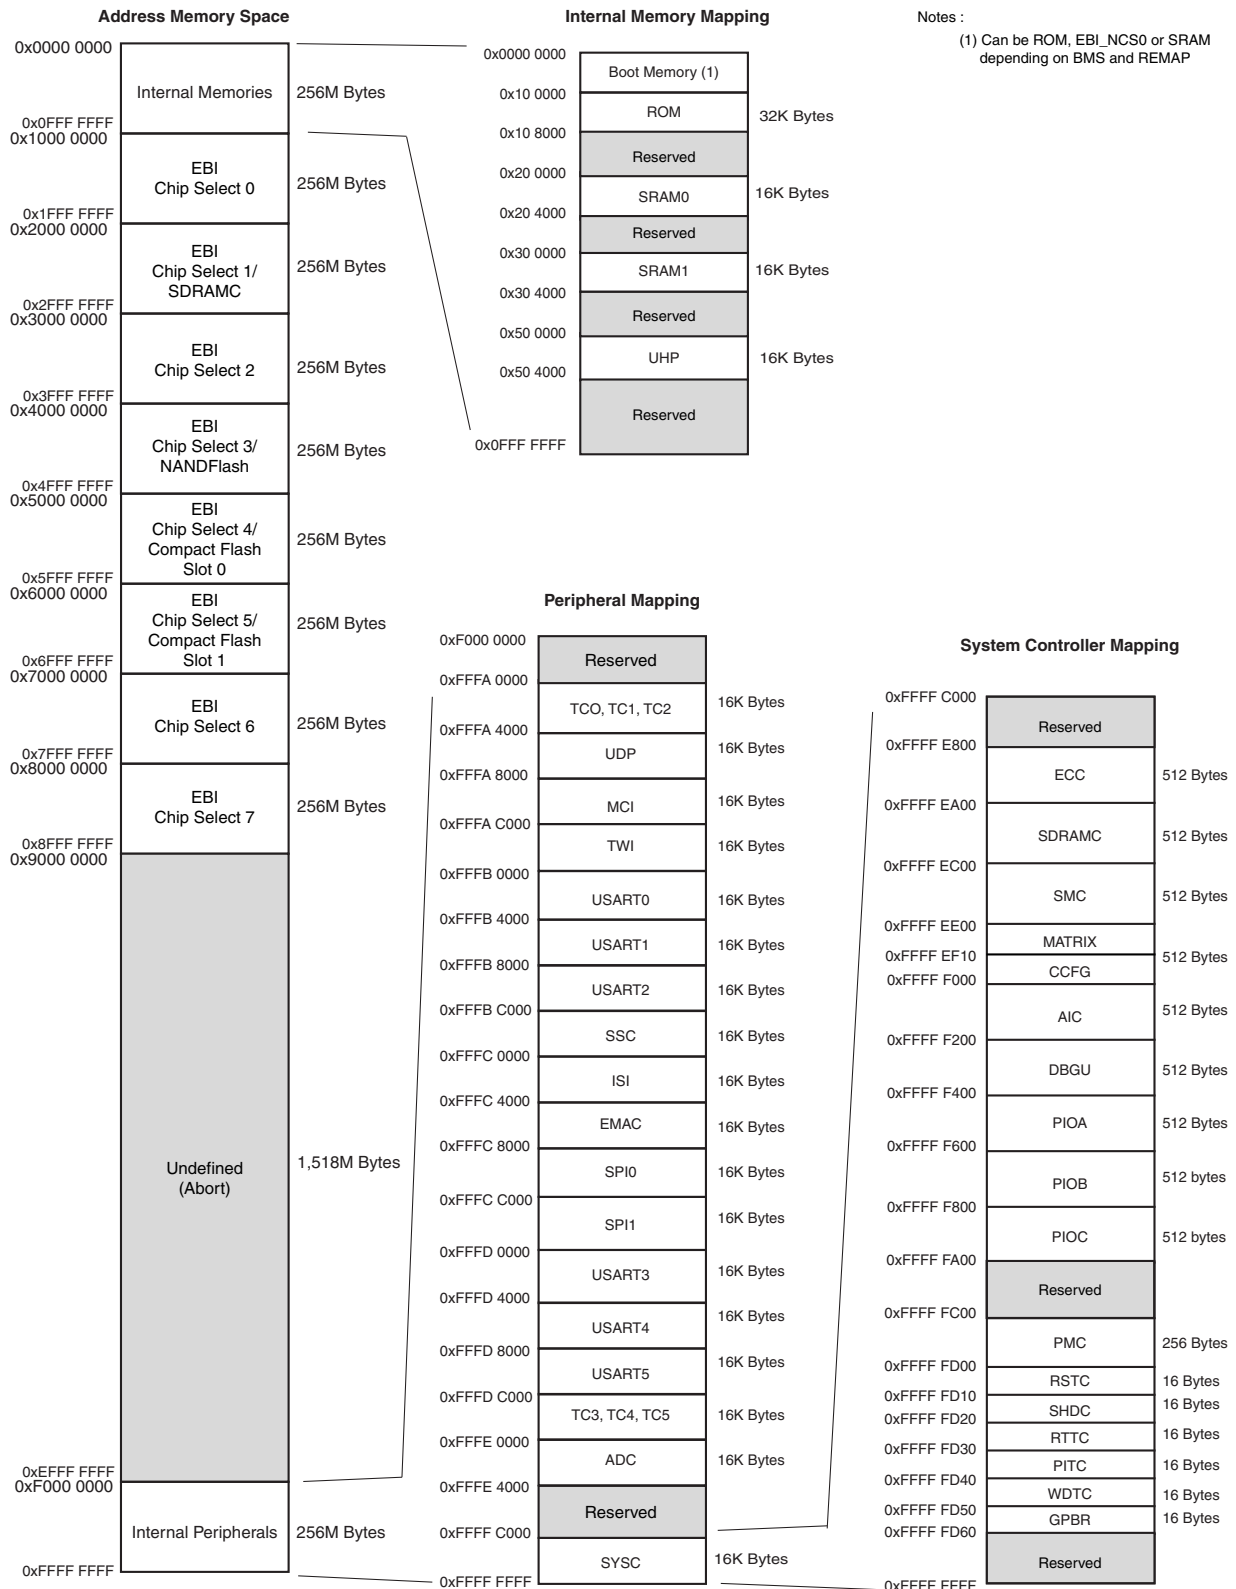 Address Memory Space
0x0000 0000
Internal Memories
256M Bytes
0x0FFF FFFF
0x1000 0000
EBI
Chip Select 0
256M Bytes
0x1FFF FFFF
0x2000 0000
EBI
Chip Select 1/
SDRAMC
256M Bytes
0x2FFF FFFF
0x3000 0000
EBI
Chip Select 2
256M Bytes
0x3FFF FFFF
0x4000 0000
EBI
Chip Select 3/
NANDFlash
256M Bytes
0x4FFF FFFF
0x5000 0000
EBI
Chip Select 4/
Compact Flash
Slot 0
256M Bytes
0x5FFF FFFF
0x6000 0000
EBI
Chip Select 5/
Compact Flash
Slot 1
256M Bytes
0x6FFF FFFF
0x7000 0000
EBI
Chip Select 6
256M Bytes
0x7FFF FFFF
0x8000 0000
EBI
Chip Select 7
256M Bytes
0x8FFF FFFF
0x9000 0000
Undefined
(Abort)
1,518M Bytes
0xEFFF FFFF
0xF000 0000
Internal Peripherals
256M Bytes
0xFFFF FFFF
Internal Memory Mapping
0x0000 0000
Boot Memory (1)
0x10 0000
ROM
32K Bytes
0x10 8000
Reserved
0x20 0000
SRAM0
16K Bytes
0x20 4000
Reserved
0x30 0000
SRAM1
16K Bytes
0x30 4000
Reserved
0x50 0000
UHP
16K Bytes
0x50 4000
Reserved
0x0FFF FFFF
Notes :
(1) Can be ROM, EBI_NCS0 or SRAM
depending on BMS and REMAP
Peripheral Mapping
0xF000 0000
Reserved
0xFFFA 0000
TCO, TC1, TC2
16K Bytes
0xFFFA 4000
UDP
16K Bytes
0xFFFA 8000
MCI
16K Bytes
0xFFFA C000
TWI
16K Bytes
0xFFFB 0000
USART0
16K Bytes
0xFFFB 4000
USART1
16K Bytes
0xFFFB 8000
USART2
16K Bytes
0xFFFB C000
SSC
16K Bytes
0xFFFC 0000
ISI
16K Bytes
0xFFFC 4000
EMAC
16K Bytes
0xFFFC 8000
SPI0
16K Bytes
0xFFFC C000
SPI1
16K Bytes
0xFFFD 0000
USART3
16K Bytes
0xFFFD 4000
USART4
16K Bytes
0xFFFD 8000
USART5
16K Bytes
0xFFFD C000
TC3, TC4, TC5
16K Bytes
0xFFFE 0000
ADC
16K Bytes
0xFFFE 4000
Reserved
0xFFFF C000
SYSC
16K Bytes
0xFFFF FFFF
System Controller Mapping
0xFFFF C000
Reserved
0xFFFF E800
ECC
512 Bytes
0xFFFF EA00
SDRAMC
512 Bytes
0xFFFF EC00
SMC
512 Bytes
0xFFFF EE00
MATRIX
0xFFFF EF10
512 Bytes
CCFG
0xFFFF F000
AIC
512 Bytes
0xFFFF F200
DBGU
512 Bytes
0xFFFF F400
PIOA
512 Bytes
0xFFFF F600
PIOB
512 bytes
0xFFFF F800
PIOC
512 bytes
0xFFFF FA00
Reserved
0xFFFF FC00
PMC
256 Bytes
0xFFFF FD00
RSTC
16 Bytes
0xFFFF FD10
SHDC
16 Bytes
0xFFFF FD20
RTTC
16 Bytes
0xFFFF FD30
PITC
16 Bytes
0xFFFF FD40
WDTC
16 Bytes
0xFFFF FD50
GPBR
16 Bytes
0xFFFF FD60
Reserved
0xFFFF FFFF